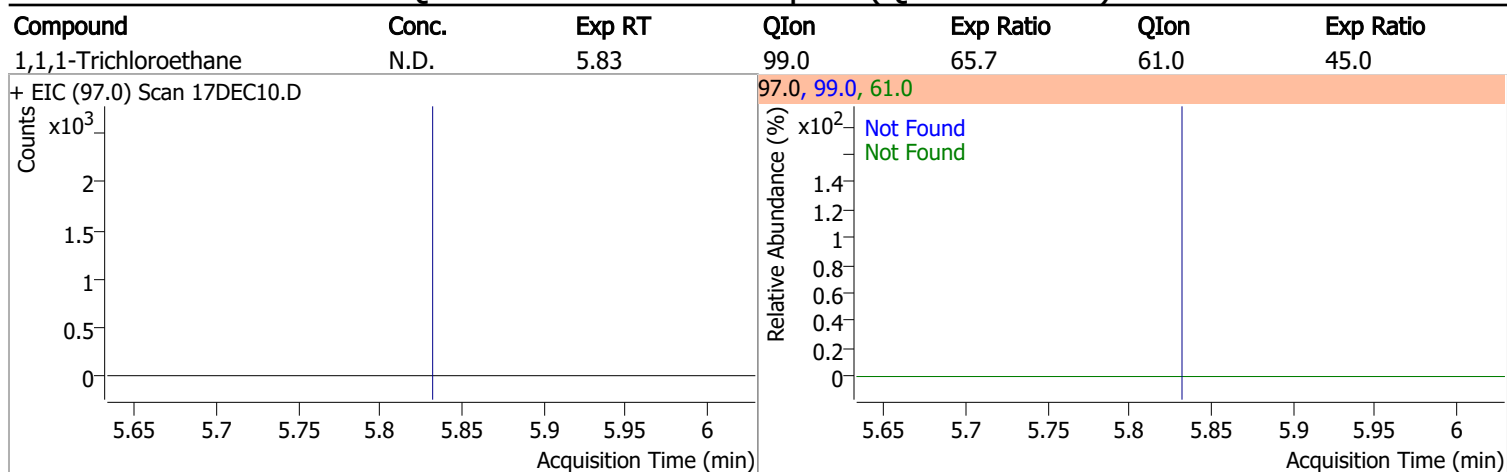 Compound Conc. Exp RT QIon Exp Ratio QIon Exp Ratio
1,1,1-Trichloroethane N.D. 5.83 99.0 65.7 61.0 45.0
+ EIC (97.0) Scan 17DEC10.D
Counts
x10³
2
1.5
1
0.5
0
5.65 5.7 5.75 5.8 5.85 5.9 5.95 6
Acquisition Time (min)
97.0, 99.0, 61.0
Relative Abundance (%)
x10²
Not Found
Not Found
1.4
1.2
1
0.8
0.6
0.4
0.2
0
5.65 5.7 5.75 5.8 5.85 5.9 5.95 6
Acquisition Time (min)